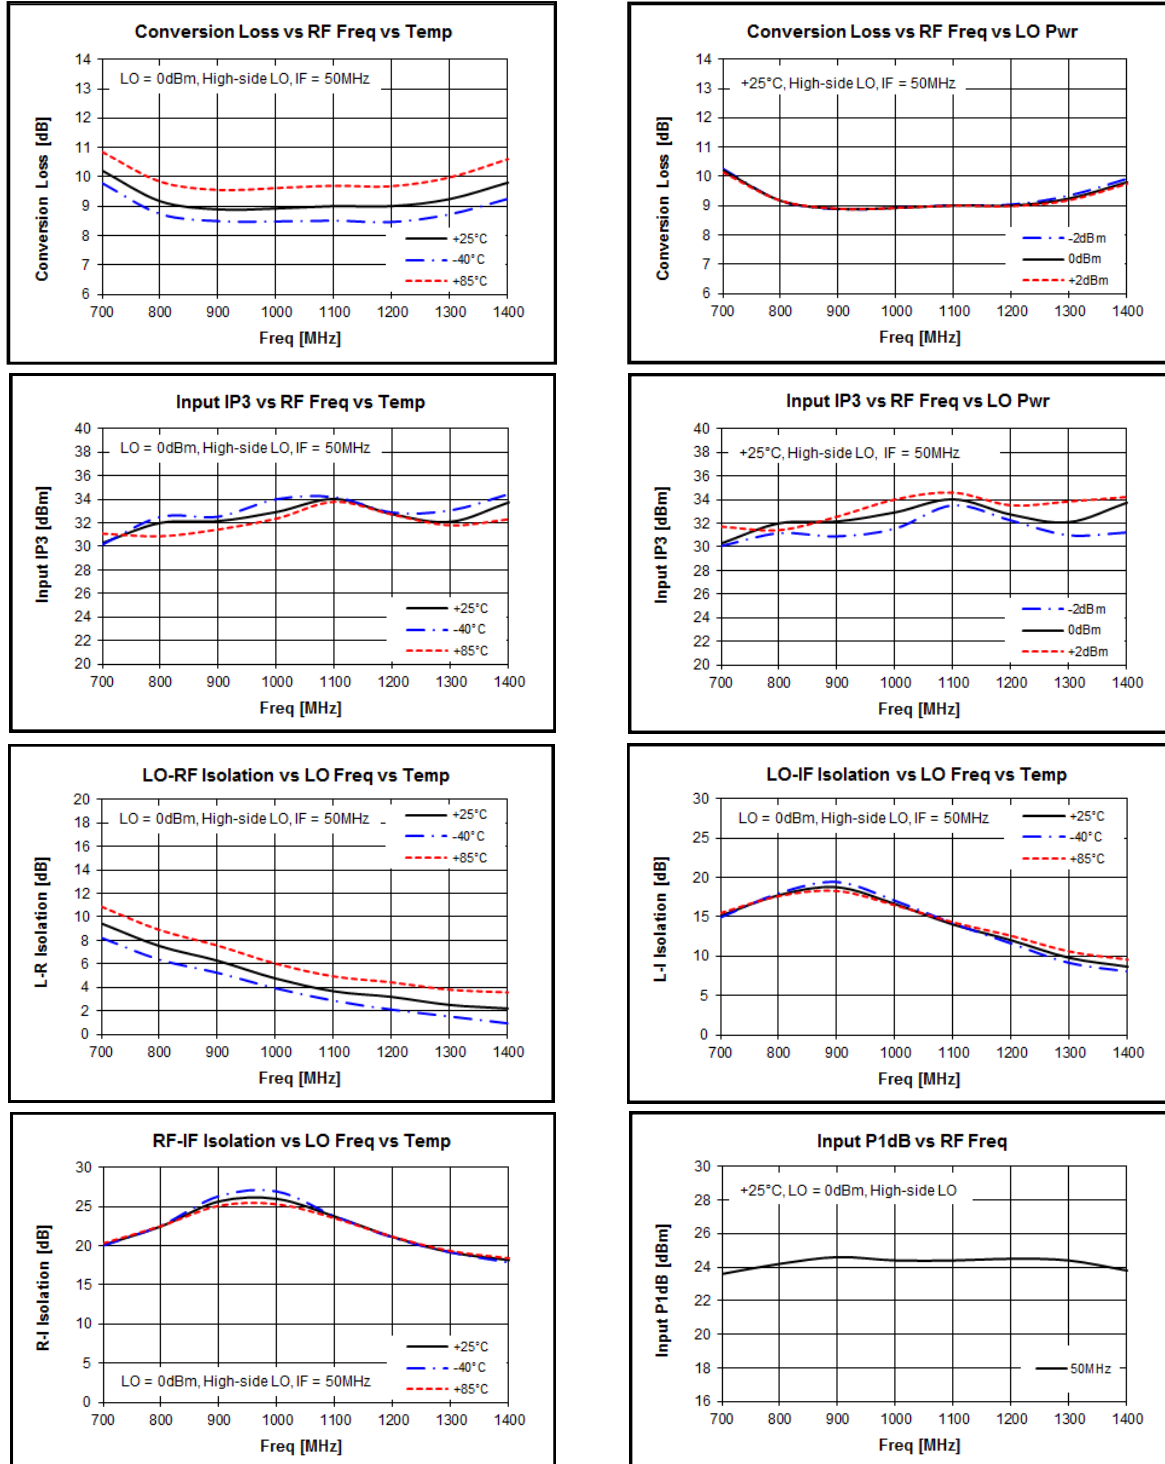 Conversion Loss vs RF Freq vs Temp
LO = 0dBm, High-side LO, IF = 50MHz
Conversion Loss [dB]
14
13
12
11
10
9
8
7
6
+25°C
-40°C
+85°C
700 800 900 1000 1100 1200 1300 1400
Freq [MHz]
Conversion Loss vs RF Freq vs LO Pwr
+25°C, High-side LO, IF = 50MHz
Conversion Loss [dB]
14
13
12
11
10
9
8
7
6
-2dBm
0dBm
+2dBm
700 800 900 1000 1100 1200 1300 1400
Freq [MHz]
Input IP3 vs RF Freq vs Temp
LO = 0dBm, High-side LO, IF = 50MHz
Input IP3 [dBm]
40
38
36
34
32
30
28
26
24
22
20
+25°C
-40°C
+85°C
700 800 900 1000 1100 1200 1300 1400
Freq [MHz]
Input IP3 vs RF Freq vs LO Pwr
+25°C, High-side LO, IF = 50MHz
Input IP3 [dBm]
40
38
36
34
32
30
28
26
24
22
20
-2dBm
0dBm
+2dBm
700 800 900 1000 1100 1200 1300 1400
Freq [MHz]
LO-RF Isolation vs LO Freq vs Temp
LO = 0dBm, High-side LO, IF = 50MHz
L-R Isolation [dB]
20
18
16
14
12
10
8
6
4
2
0
+25°C
-40°C
+85°C
700 800 900 1000 1100 1200 1300 1400
Freq [MHz]
LO-IF Isolation vs LO Freq vs Temp
LO = 0dBm, High-side LO, IF = 50MHz
L-I Isolation [dB]
30
25
20
15
10
5
0
+25°C
-40°C
+85°C
700 800 900 1000 1100 1200 1300 1400
Freq [MHz]
RF-IF Isolation vs LO Freq vs Temp
R-I Isolation [dB]
30
25
20
15
10
5
0
+25°C
-40°C
+85°C
LO = 0dBm, High-side LO, IF = 50MHz
700 800 900 1000 1100 1200 1300 1400
Freq [MHz]
Input P1dB vs RF Freq
+25°C, LO = 0dBm, High-side LO
Input P1dB [dBm]
30
28
26
24
22
20
18
16
50MHz
700 800 900 1000 1100 1200 1300 1400
Freq [MHz]